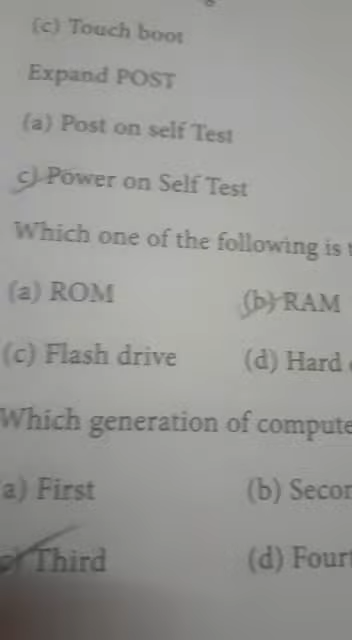 (c) Touch boot
Expand POST
(a) Post on self Test
c) Power on Self Test
Which one of the following is
(a) ROM (b) RAM
(c) Flash drive (d) Hard
Which generation of compute
a) First (b) Secon
c) Third (d) Fourt